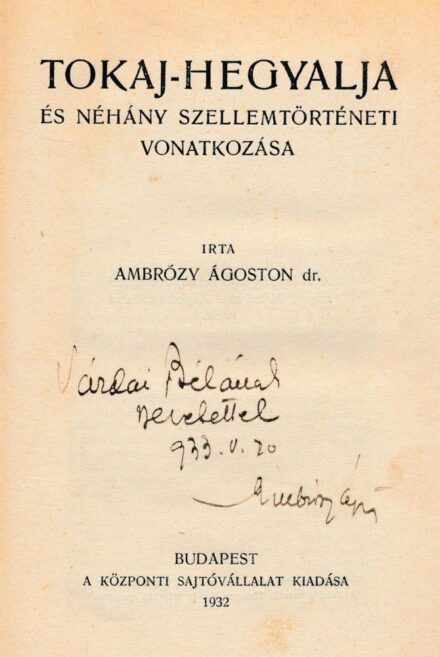 TOKAJ-HEGYALJA
ÉS NÉHÁNY SZELLEMTÖRTÉNETI
VONATKOZÁSA
IRTA
AMBRÓZY ÁGOSTON dr.
Várdai Bélának
szeretettel
933. V. 20
BUDAPEST
A KÖZPONTI SAJTÓVÁLLALAT KIADÁSA
1932